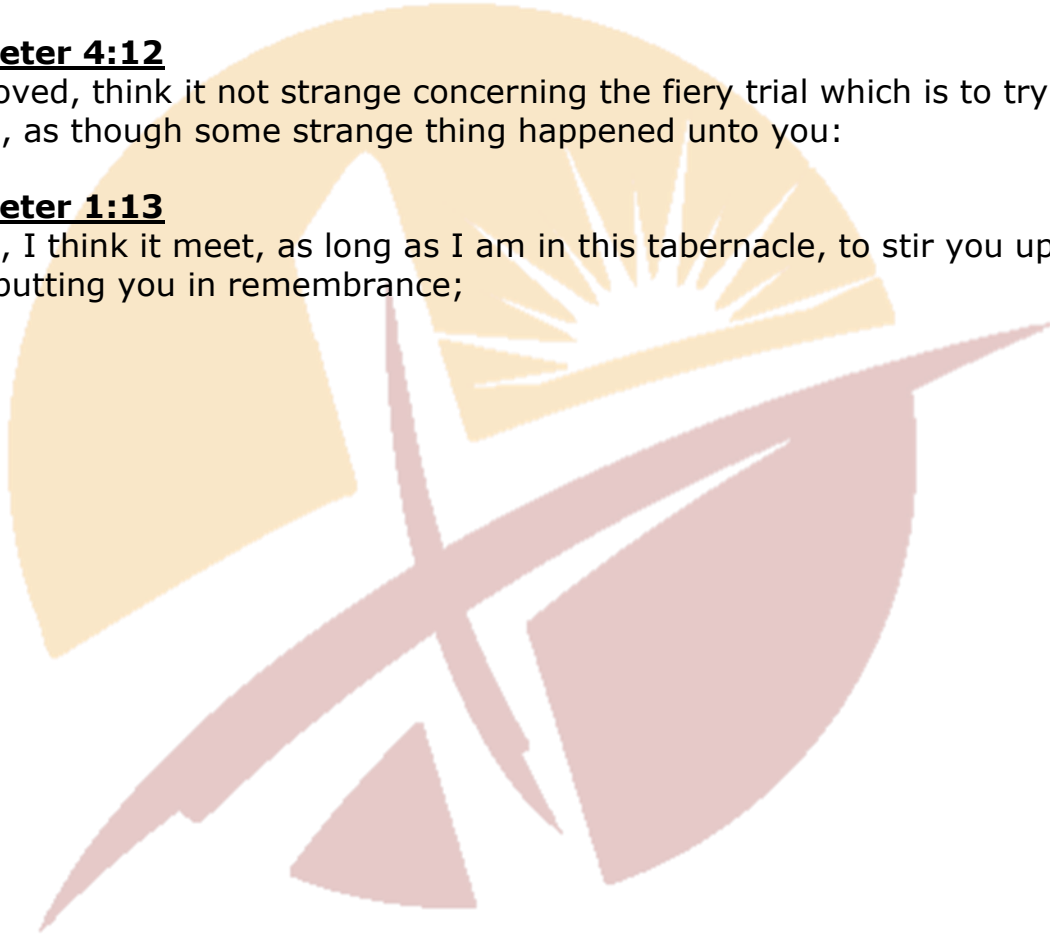 eter 4:12
oved, think it not strange concerning the fiery trial which is to try
, as though some strange thing happened unto you:
eter 1:13
, I think it meet, as long as I am in this tabernacle, to stir you up
putting you in remembrance;